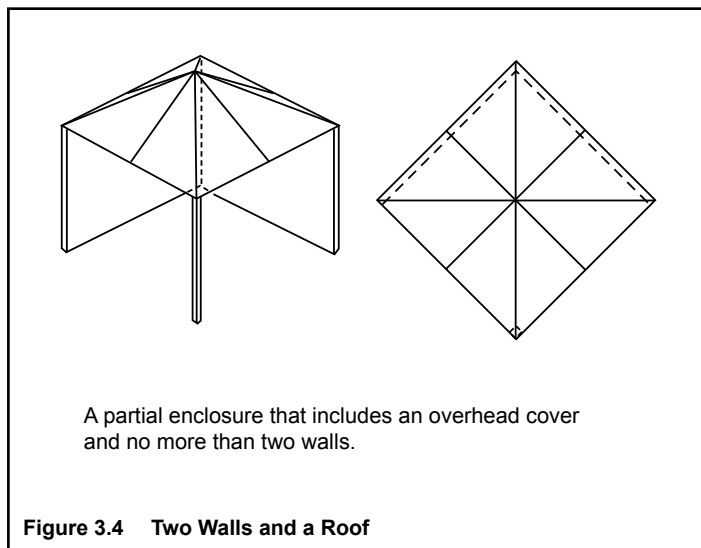 A partial enclosure that includes an overhead cover
and no more than two walls.
Figure 3.4 Two Walls and a Roof